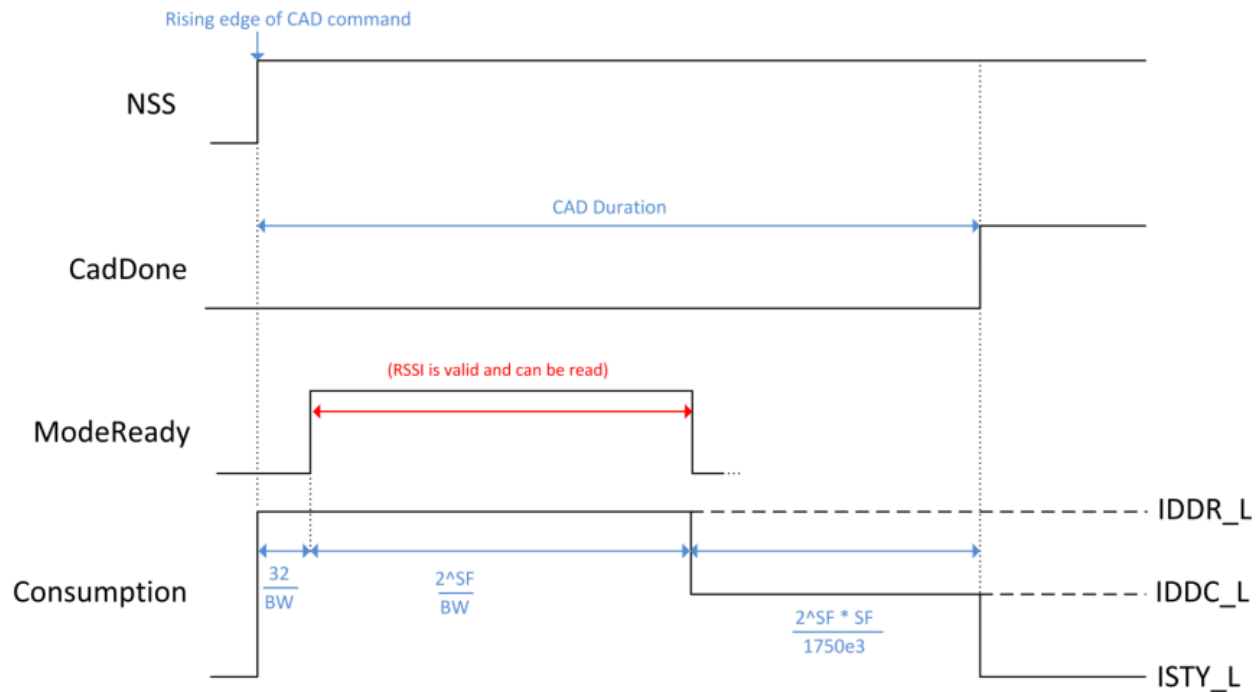 Rising edge of CAD command
NSS
CAD Duration
CadDone
(RSSI is valid and can be read)
ModeReady
...
IDDR_L
Consumption
32
BW
2^SF
BW
IDDC_L
2^SF * SF
1750e3
ISTY_L